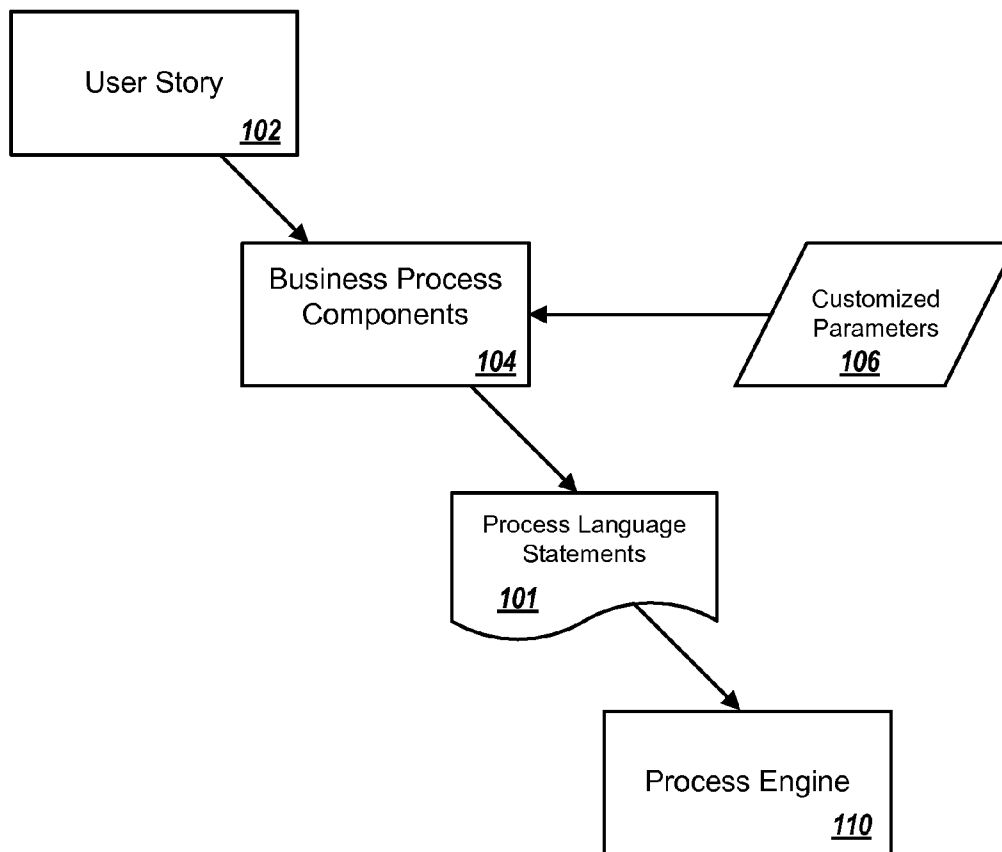 User Story
102
Business Process
Components
104
Customized
Parameters
106
Process Language
Statements
101
Process Engine
110